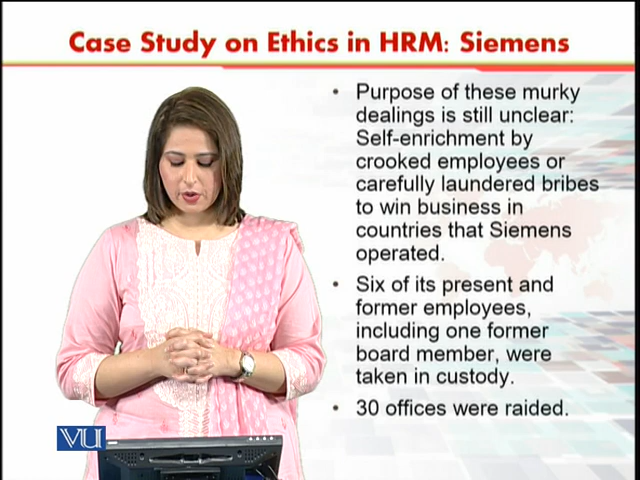 Case Study on Ethics in HRM: Siemens
• Purpose of these murky
dealings is still unclear:
Self-enrichment by
crooked employees or
carefully laundered bribes
to win business in
countries that Siemens
operated.
• Six of its present and
former employees,
including one former
board member, were
taken in custody.
• 30 offices were raided.
VU